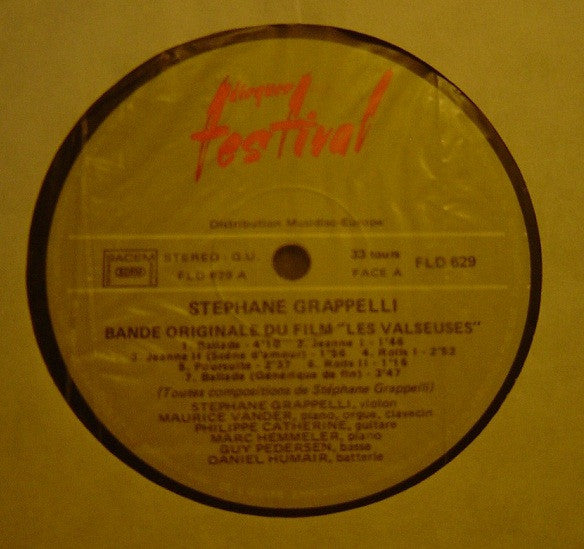 disques
festival
Distribution Musidisc-Europe
SACEM STEREO - G.U. 33 tours FLD 629
FLD 629 A FACE A
STEPHANE GRAPPELLI
BANDE ORIGINALE DU FILM "LES VALSEUSES"
1. Ballade - 4'10 2. Jeanne I - 1'46
3. Jeanne II (Scène d'amour) - 1'56 4. Rolls I - 2'53
5. Poursuite - 2'37 6. Rolls II - 1'15
7. Ballade (Générique de fin) - 3'47
(Toutes compositions de Stéphane Grappelli)
STEPHANE GRAPPELLI, violon
MAURICE VANDER, piano, orgue, clavecin
PHILIPPE CATHERINE, guitare
MARC HEMMELER, piano
GUY PEDERSEN, basse
DANIEL HUMAIR, batterie